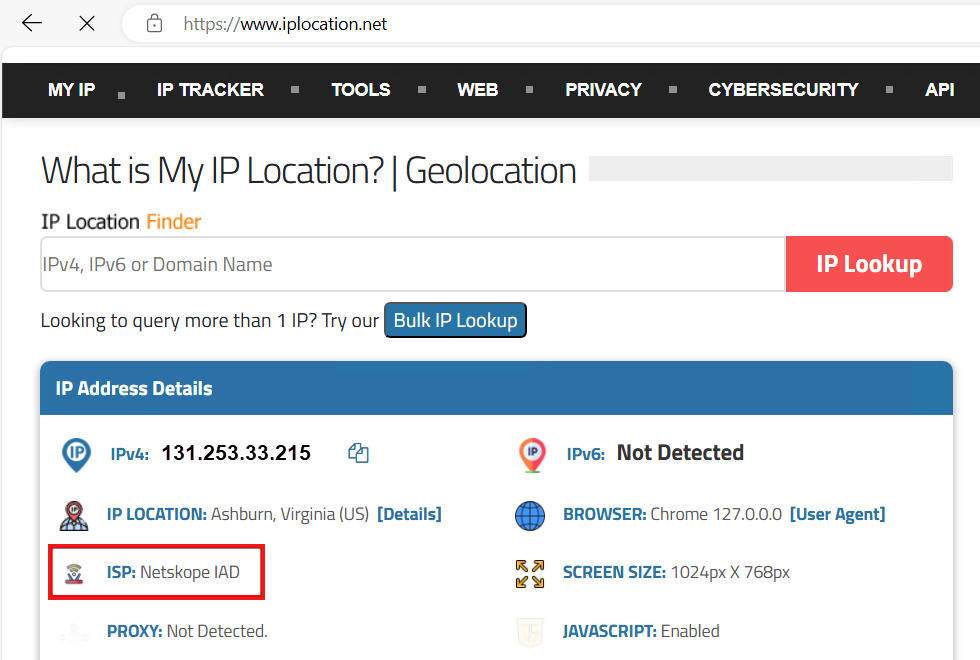 https://www.iplocation.net
MY IP IP TRACKER TOOLS WEB PRIVACY CYBERSECURITY API
What is My IP Location? | Geolocation
IP Location Finder
IPv4, IPv6 or Domain Name IP Lookup
Looking to query more than 1 IP? Try our Bulk IP Lookup
IP Address Details
IP IPv4: 131.253.33.215 IP IPv6: Not Detected
IP IP LOCATION: Ashburn, Virginia (US) [Details] BROWSER: Chrome 127.0.0.0 [User Agent]
ISP: Netskope IAD SCREEN SIZE: 1024px X 768px
PROXY: Not Detected. JS JAVASCRIPT: Enabled